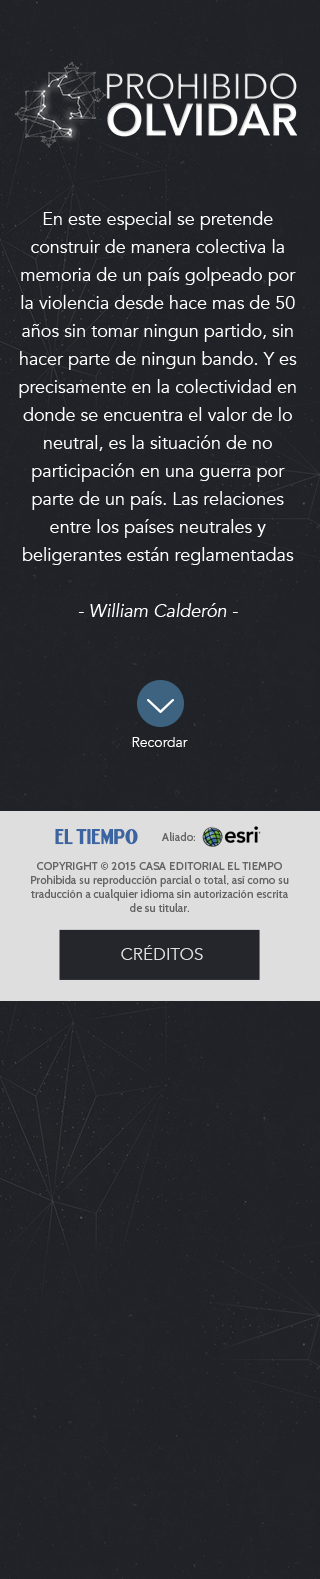 PROHIBIDO
OLVIDAR
En este especial se pretende
construir de manera colectiva la
memoria de un país golpeado por
la violencia desde hace mas de 50
años sin tomar ningun partido, sin
hacer parte de ningun bando. Y es
precisamente en la colectividad en
donde se encuentra el valor de lo
neutral, es la situación de no
participación en una guerra por
parte de un país. Las relaciones
entre los países neutrales y
beligerantes están reglamentadas
- William Calderón -
Recordar
EL TIEMPO Aliado: esri
COPYRIGHT © 2015 CASA EDITORIAL EL TIEMPO
Prohibida su reproducción parcial o total, así como su
traducción a cualquier idioma sin autorización escrita
de su titular.
CRÉDITOS